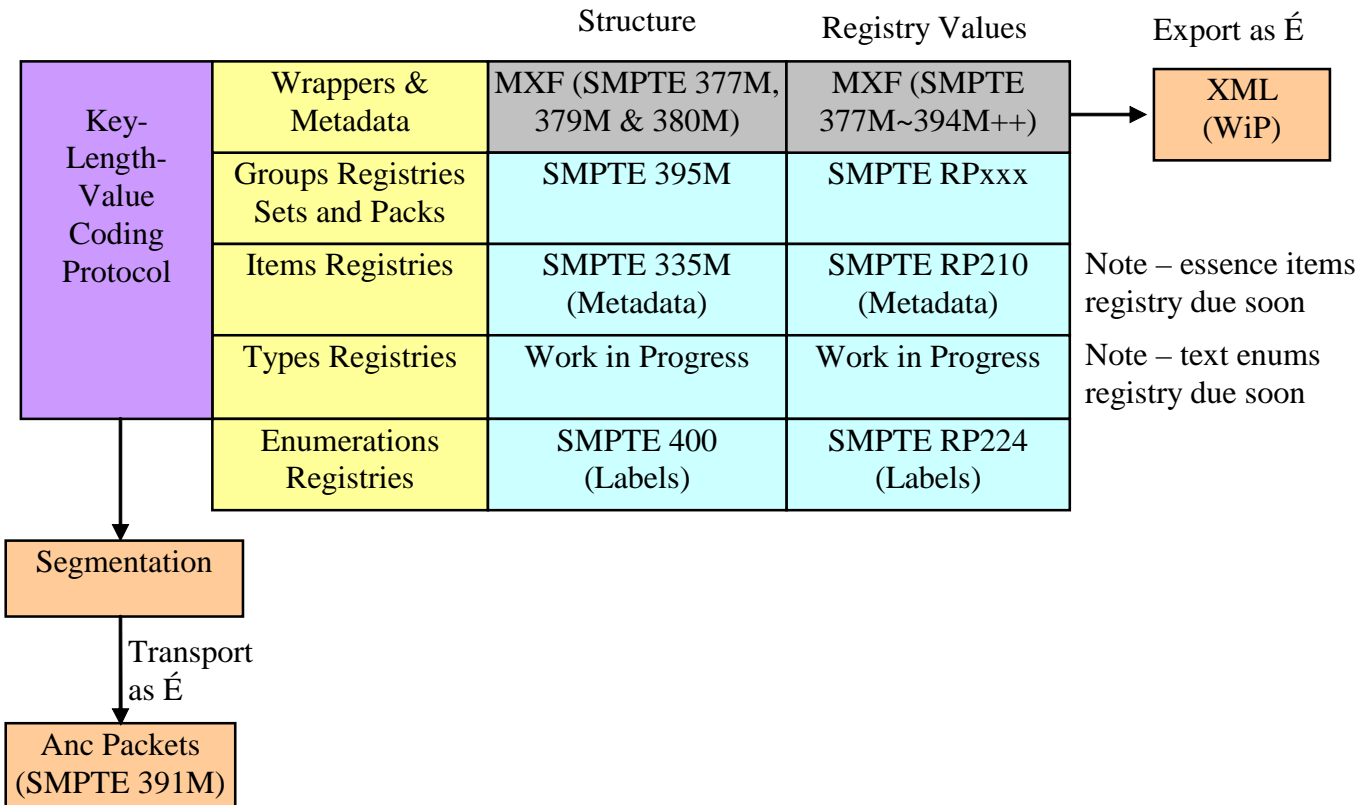 Structure
Registry Values
Export as É
Key-
Length-
Value
Coding
Protocol
Wrappers &
Metadata
MXF (SMPTE 377M,
379M & 380M)
MXF (SMPTE
377M~394M++)
XML
(WiP)
Groups Registries
Sets and Packs
SMPTE 395M
SMPTE RPxxx
Items Registries
SMPTE 335M
(Metadata)
SMPTE RP210
(Metadata)
Note – essence items
registry due soon
Types Registries
Work in Progress
Work in Progress
Note – text enums
registry due soon
Enumerations
Registries
SMPTE 400
(Labels)
SMPTE RP224
(Labels)
Segmentation
Transport
as É
Anc Packets
(SMPTE 391M)